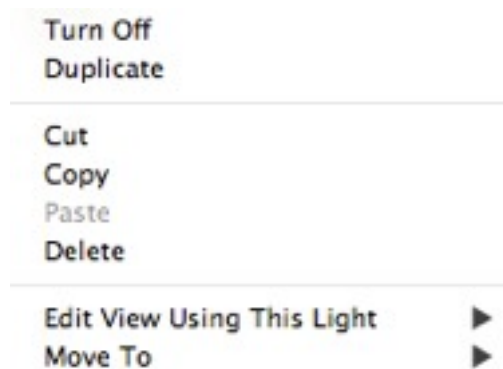 Turn Off
Duplicate
Cut
Copy
Paste
Delete
Edit View Using This Light
Move To